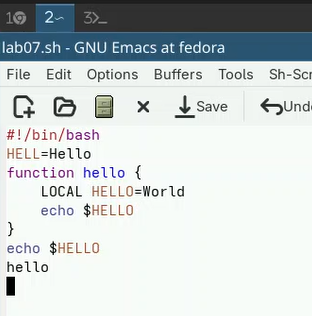 1
2
3
lab07.sh - GNU Emacs at fedora
File Edit Options Buffers Tools Sh-Scr
Save Undo
#!/bin/bash
HELL=Hello
function hello {
    LOCAL HELLO=World
    echo $HELLO
}
echo $HELLO
hello